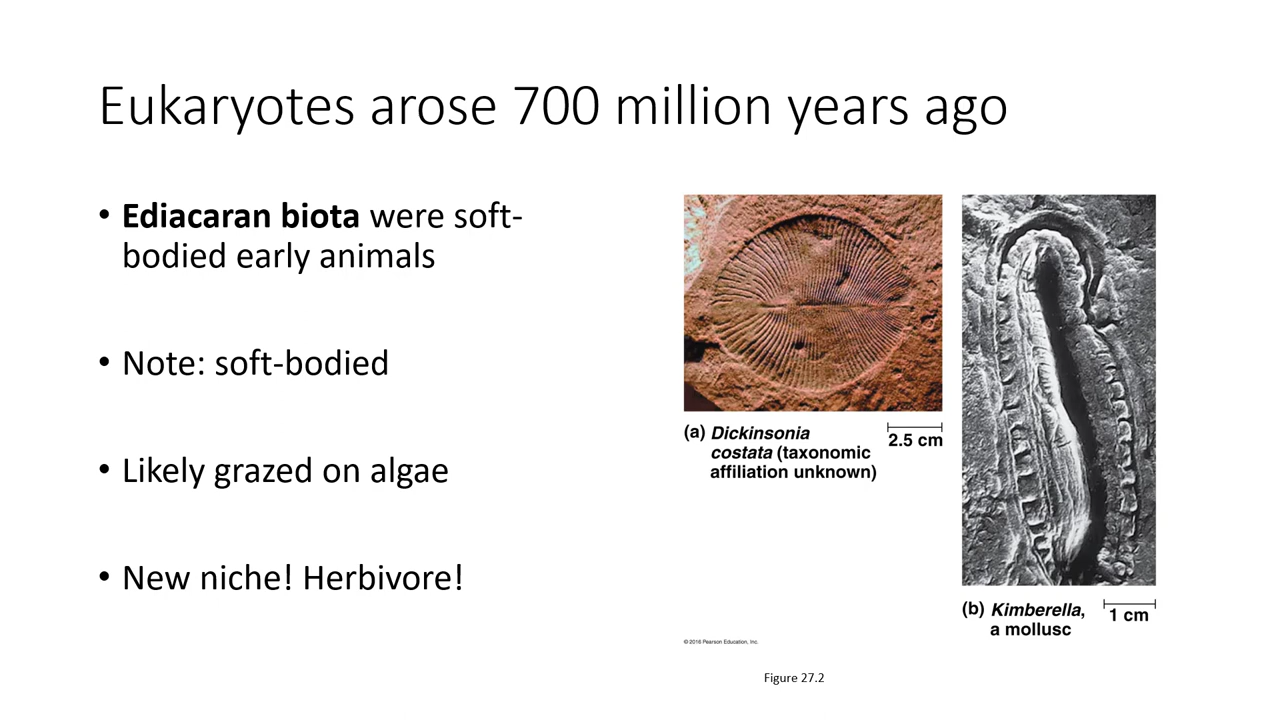 Eukaryotes arose 700 million years ago
• Ediacaran biota were soft-
bodied early animals
• Note: soft-bodied
• Likely grazed on algae
• New niche! Herbivore!
(a) Dickinsonia
costata (taxonomic
affiliation unknown)
2.5 cm
(b) Kimberella,
a mollusc
1 cm
© 2016 Pearson Education, Inc.
Figure 27.2